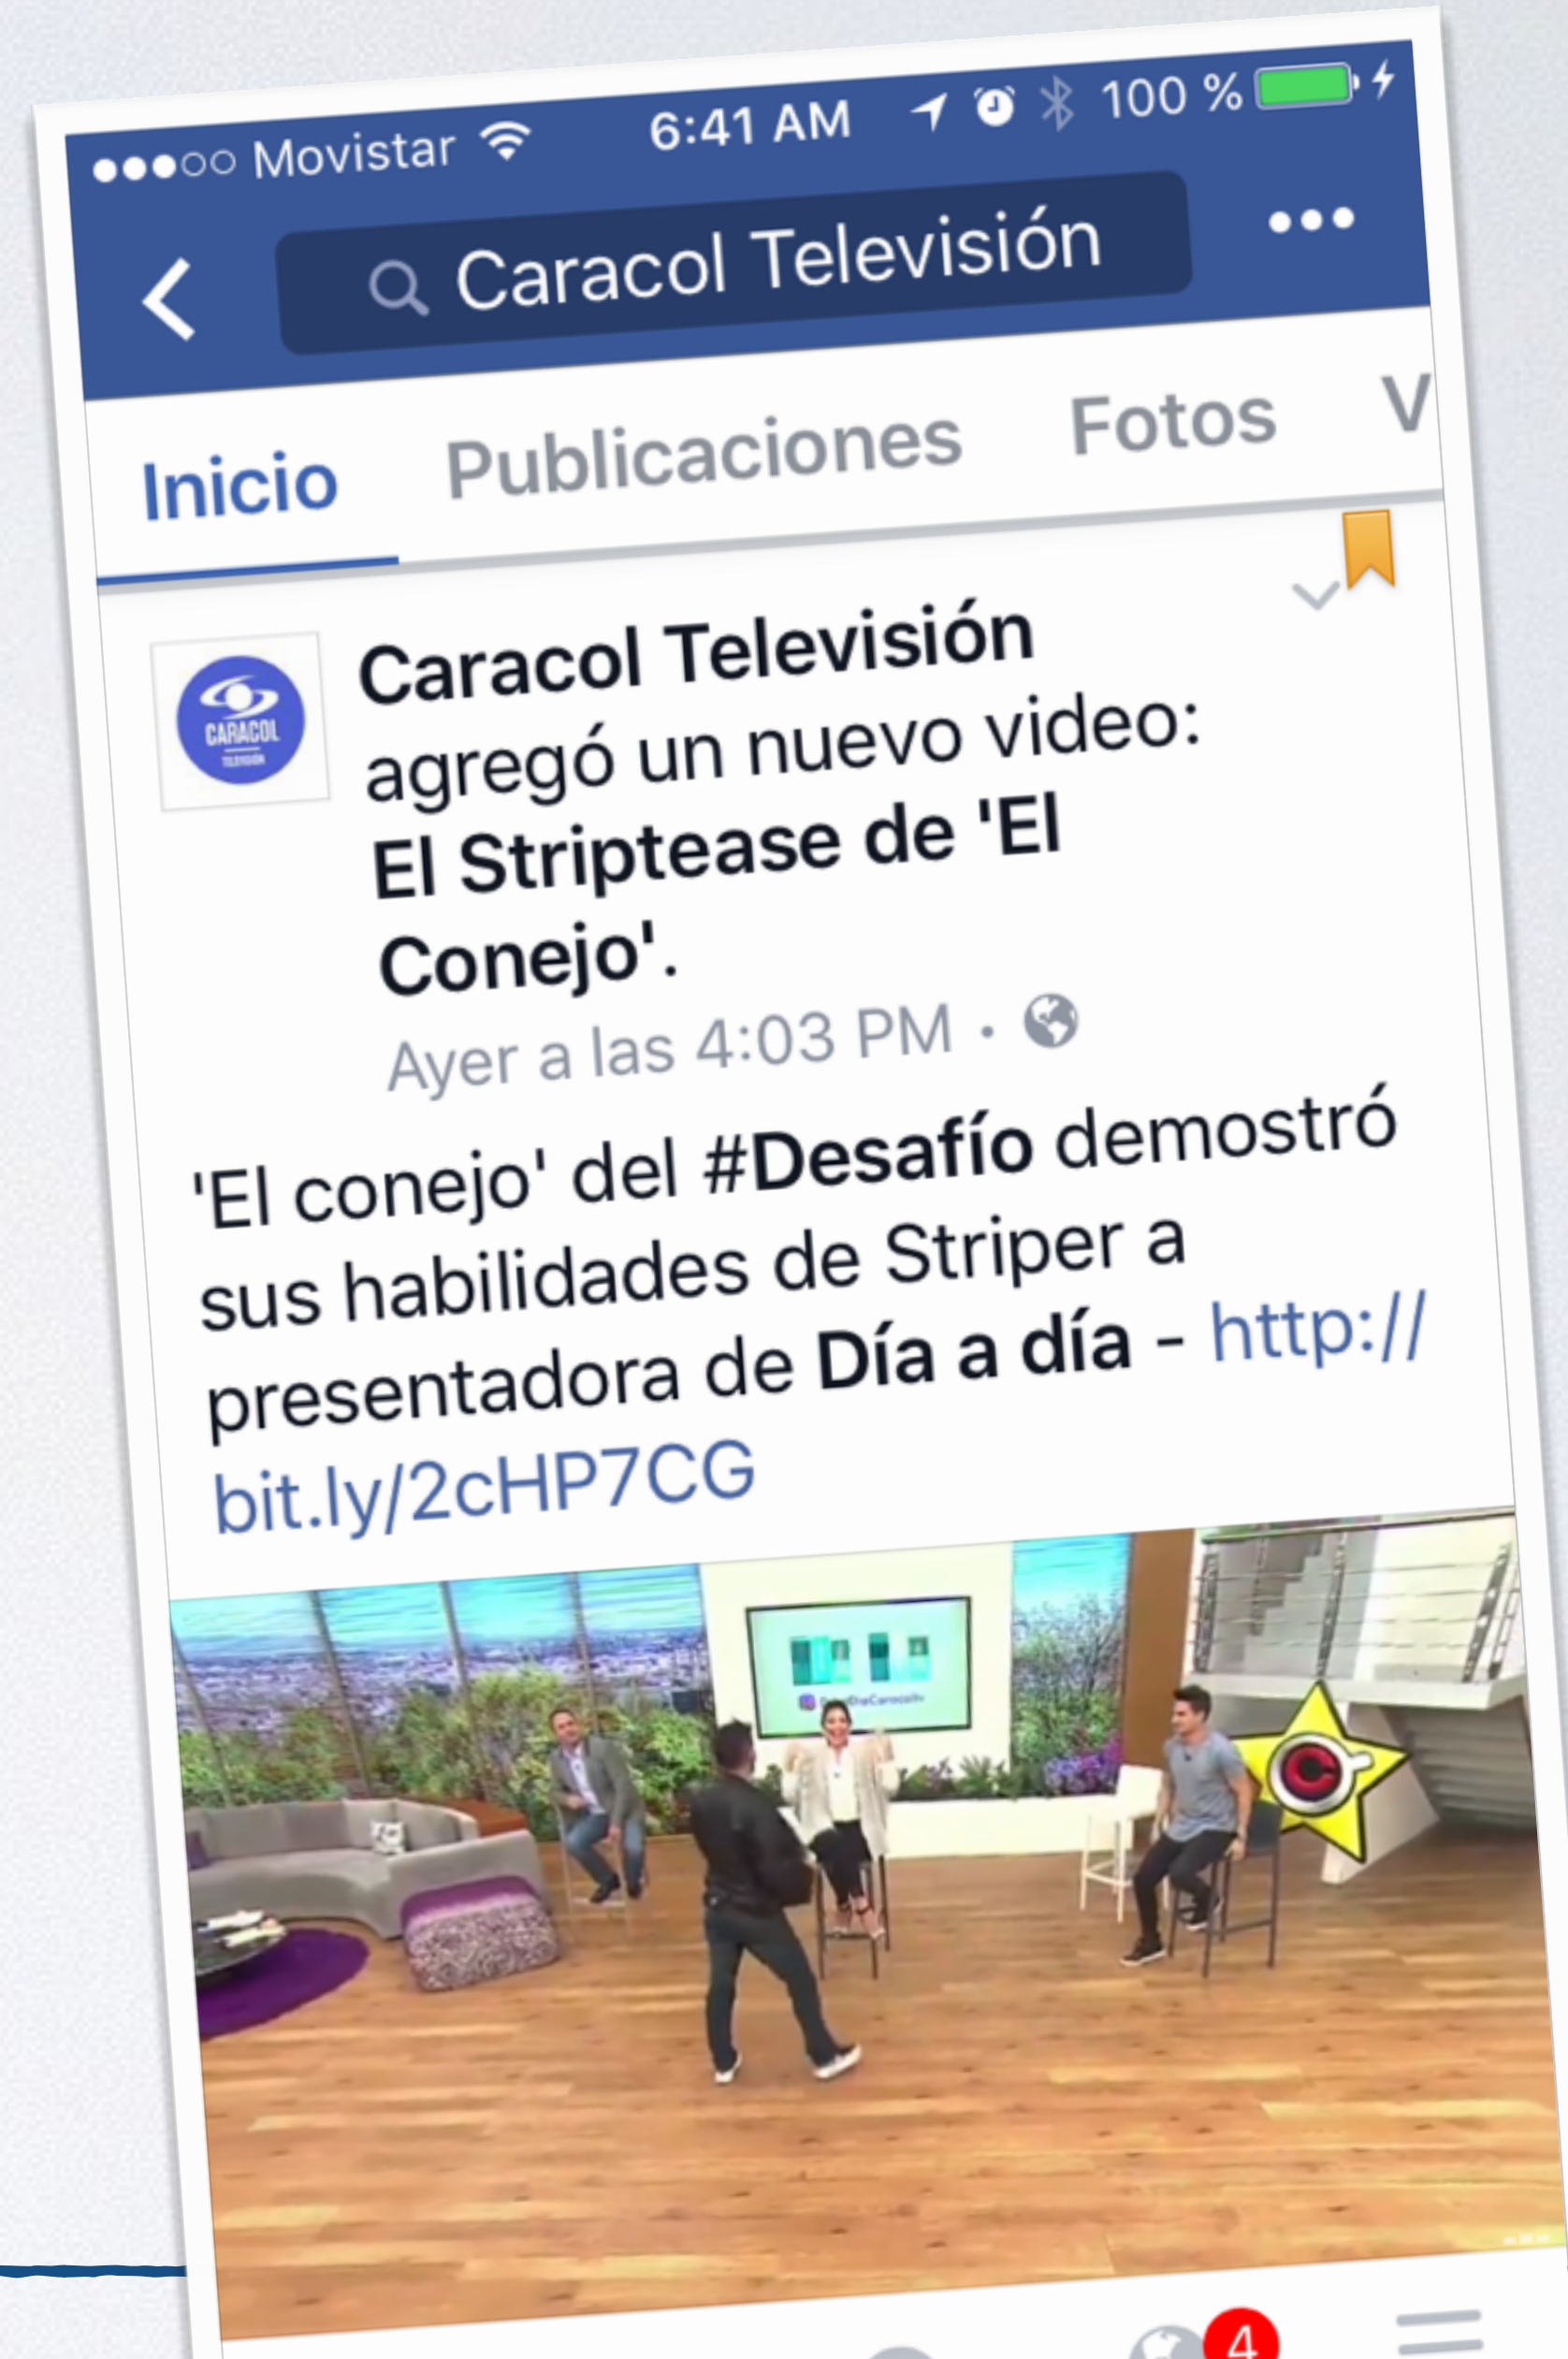 Movistar 6:41 AM 100 %
Caracol Televisión
Inicio Publicaciones Fotos V
CARACOL
TELEVISIÓN
Caracol Televisión
agregó un nuevo video:
El Striptease de 'El
Conejo'.
Ayer a las 4:03 PM ·
'El conejo' del #Desafío demostró
sus habilidades de Striper a
presentadora de Día a día - http://
bit.ly/2cHP7CG
C
4